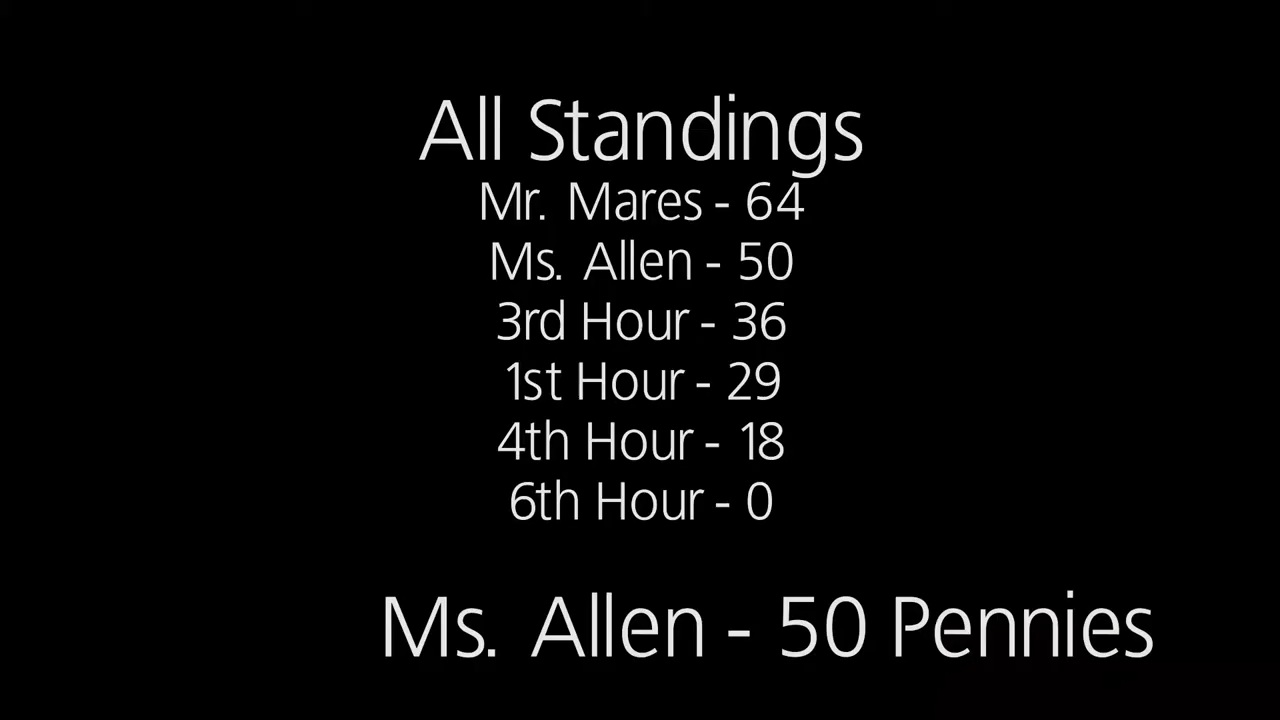 All Standings
Mr. Mares - 64
Ms. Allen - 50
3rd Hour - 36
1st Hour - 29
4th Hour - 18
6th Hour - 0
Ms. Allen - 50 Pennies